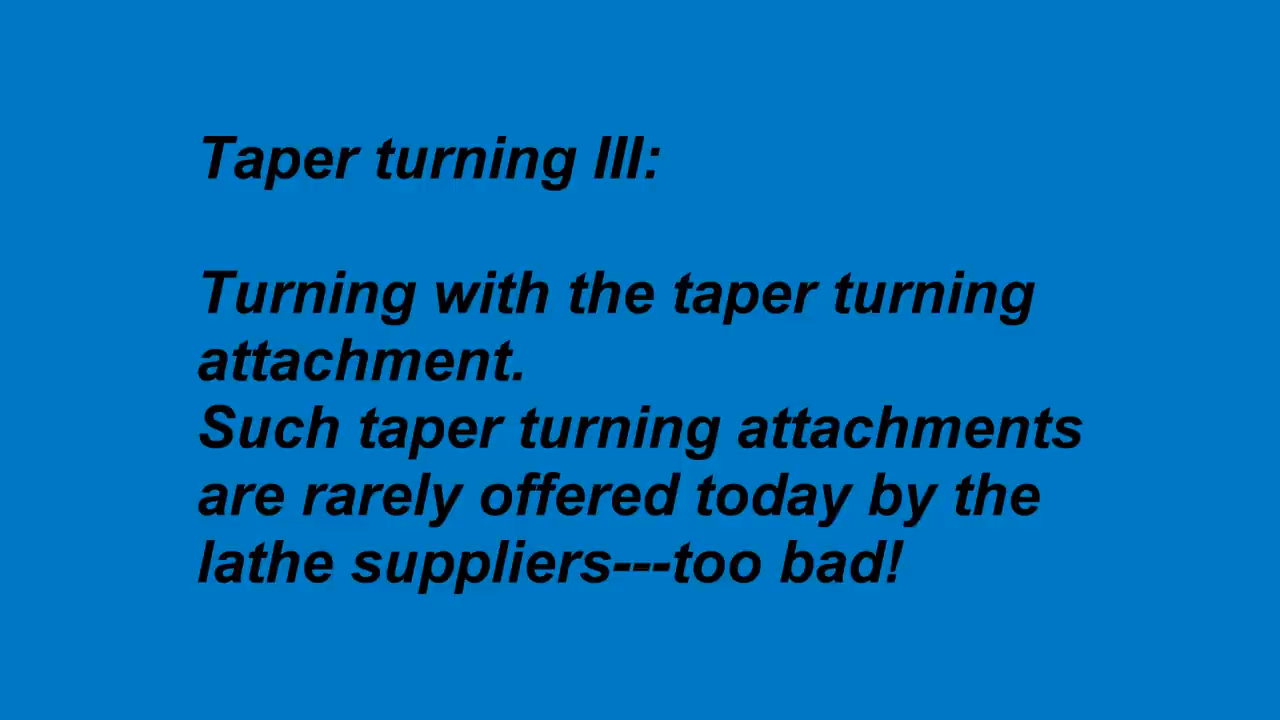 Taper turning III:
Turning with the taper turning
attachment.
Such taper turning attachments
are rarely offered today by the
lathe suppliers---too bad!